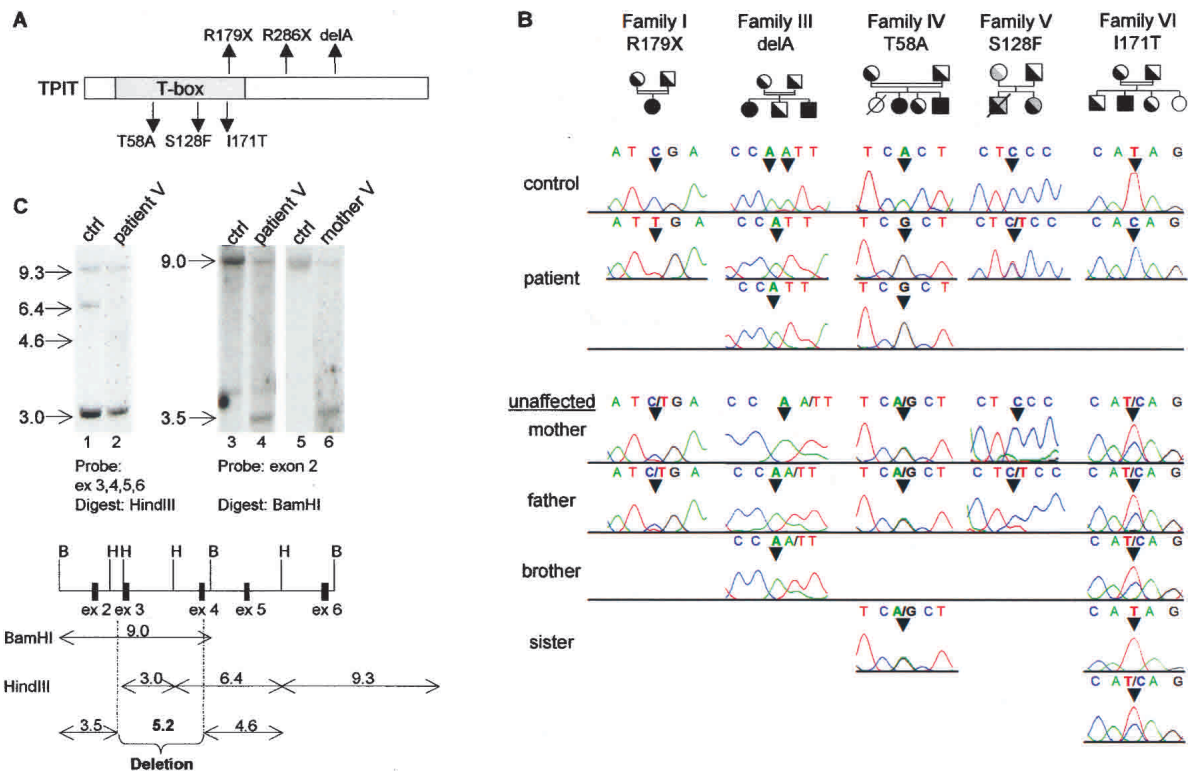 A
R179X R286X delA
TPIT T-box
T58A S128F I171T
B
Family I Family III Family IV Family V Family VI
R179X delA T58A S128F I171T
control
A T C G A C C A A T T T C A C T C T C C C C A T A G
patient
A T T G A C C A T T T C G C T C T C/T C C C A C A G
C C A T T T C G C T
unaffected
mother
A T C/T G A C C A A/T T T C A/G C T C T C C C C A T/C A G
father
A T C/T G A C C A A/T T T C A/G C T C T C/T C C C A T/C A G
brother
C C A A/T T C A T/C A G
sister
T C A/G C T C A T A G
C A T/C A G
C
ctrl patient V
9.3
6.4
4.6
3.0
1 2
Probe:
ex 3,4,5,6
Digest: HindIII
ctrl patient V ctrl mother V
9.0
3.5
3 4 5 6
Probe: exon 2
Digest: BamHI
B H H H B H B
ex 2 ex 3 ex 4 ex 5 ex 6
BamHI 9.0
HindIII 3.0 6.4 9.3
3.5 5.2 4.6
Deletion